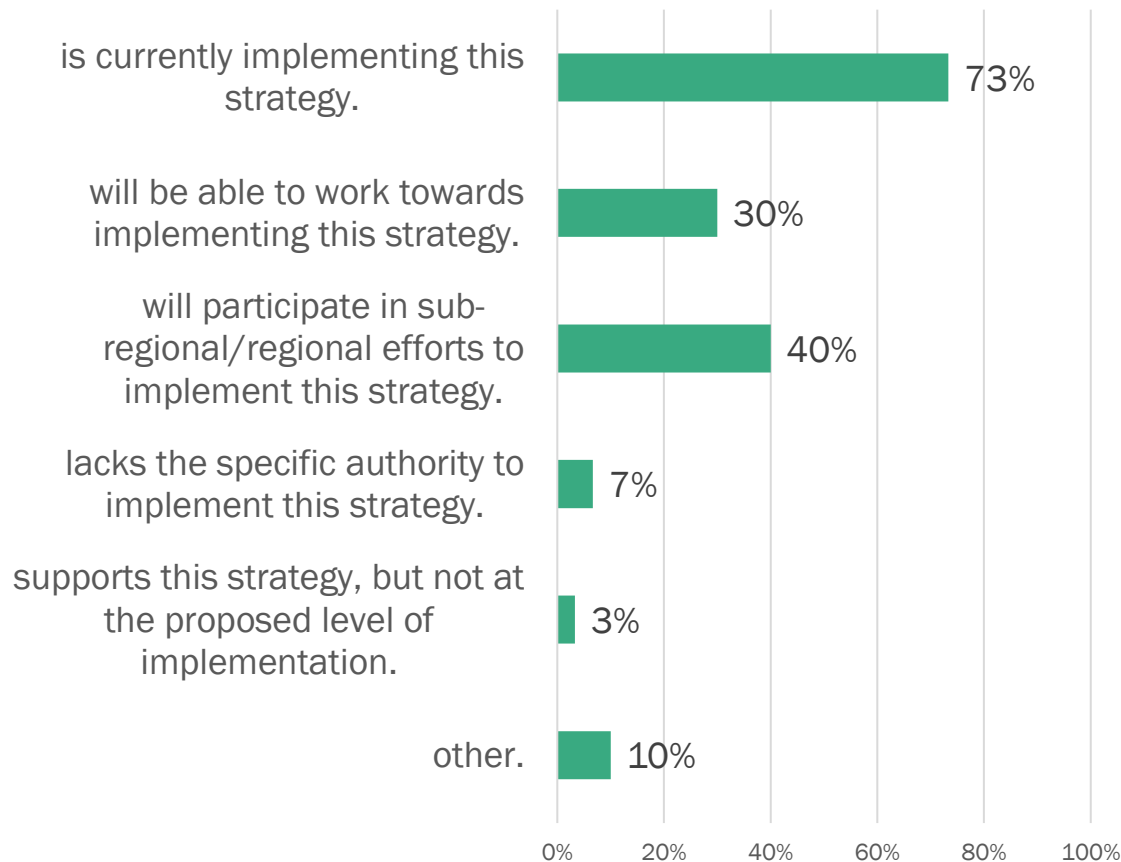 is currently implementing this
strategy.
73%
will be able to work towards
implementing this strategy.
30%
will participate in sub-
regional/regional efforts to
implement this strategy.
40%
lacks the specific authority to
implement this strategy.
7%
supports this strategy, but not at
the proposed level of
implementation.
3%
other.
10%
0% 20% 40% 60% 80% 100%